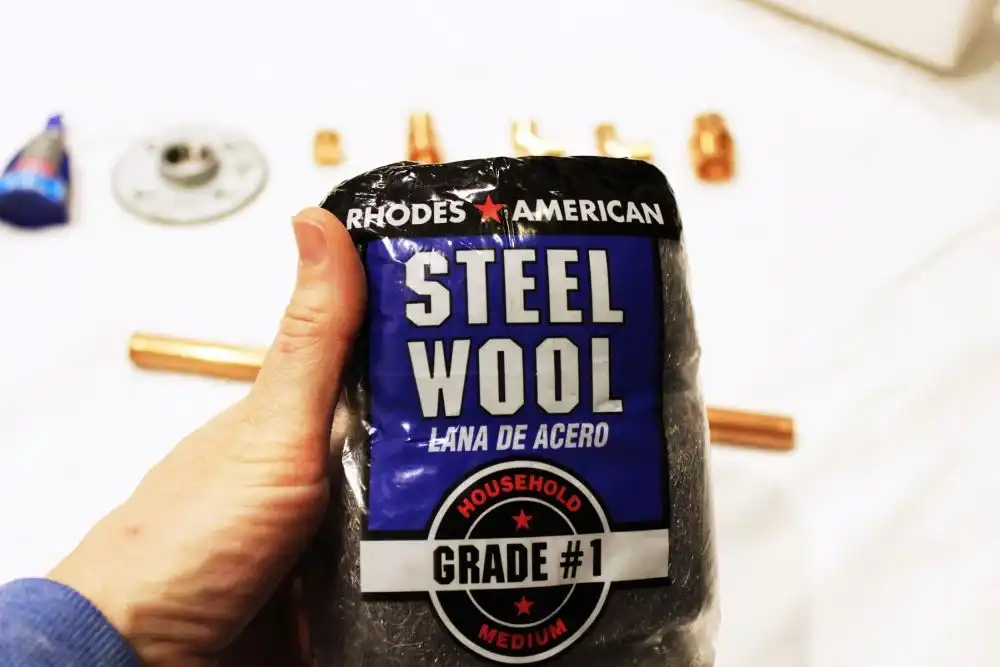 RHODES AMERICAN
STEEL
WOOL
LANA DE ACERO
HOUSEHOLD
GRADE #1
MEDIUM